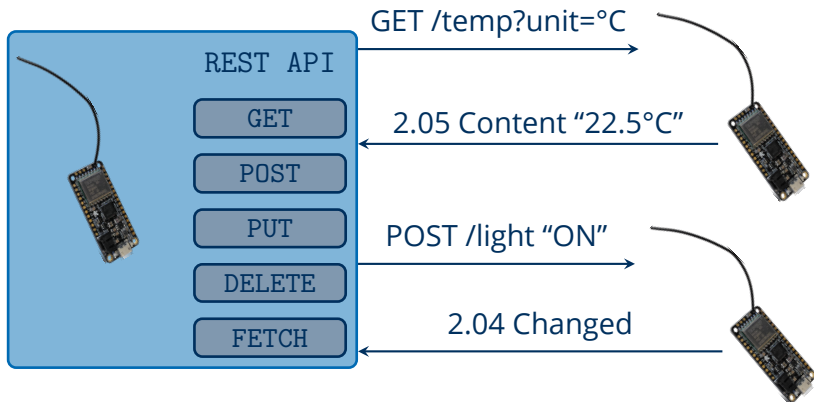 REST API
GET
POST
PUT
DELETE
FETCH
GET /temp?unit=°C
2.05 Content “22.5°C”
POST /light “ON”
2.04 Changed